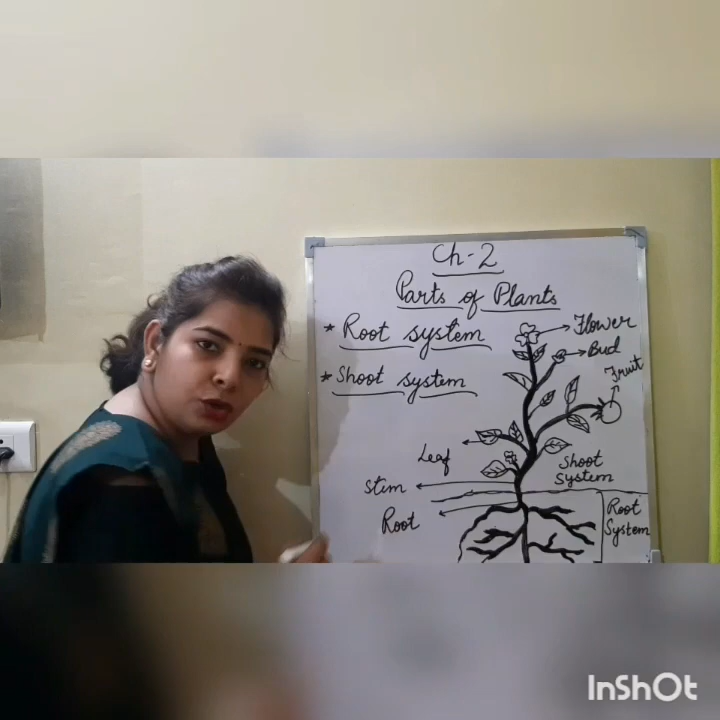 Ch-2
Parts of Plants
* Root system
* Shoot system
Flower
Bud
Fruit
Leaf
Shoot
System
Stem
Root
Root
System
InShOt